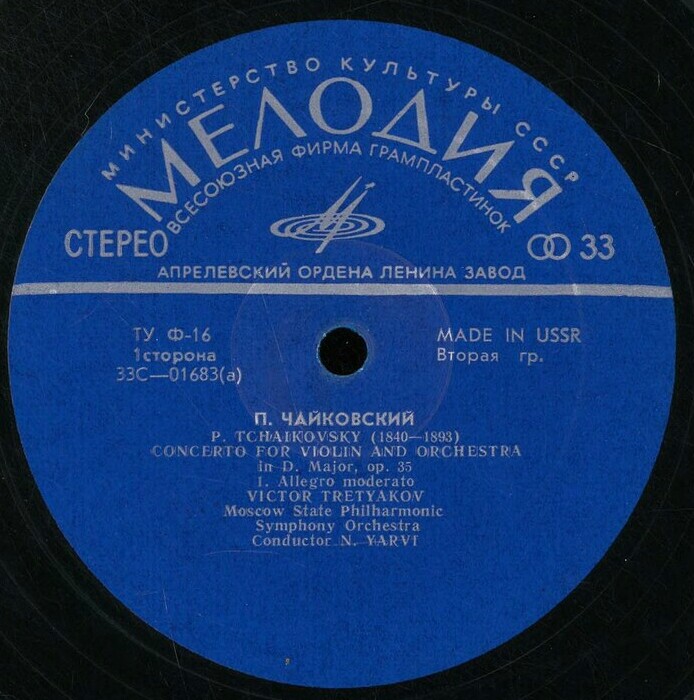 МИНИСТЕРСТВО КУЛЬТУРЫ СССР
МЕЛОДИЯ
ВСЕСОЮЗНАЯ ФИРМА ГРАМПЛАСТИНОК
СТЕРЕО
33
АПРЕЛЕВСКИЙ ОРДЕНА ЛЕНИНА ЗАВОД
ТУ. Ф-16
1сторона
33С—01683(а)
MADE IN USSR
Вторая гр.
П. ЧАЙКОВСКИЙ
P. TCHAIKOVSKY (1840—1893)
CONCERTO FOR VIOLIN AND ORCHESTRA
in D. Major, op. 35
1. Allegro moderato
VICTOR TRETYAKOV
Moscow State Philharmonic
Symphony Orchestra
Conductor N. YARVI